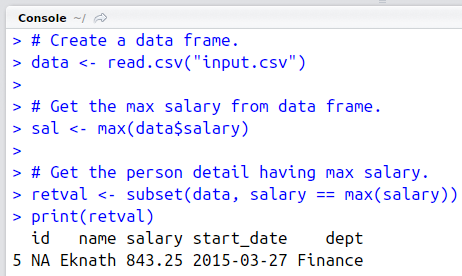 Console ~/
> # Create a data frame.
> data <- read.csv("input.csv")
>
> # Get the max salary from data frame.
> sal <- max(data$salary)
>
> # Get the person detail having max salary.
> retval <- subset(data, salary == max(salary))
> print(retval)
  id   name salary start_date    dept
5 NA Eknath 843.25 2015-03-27 Finance